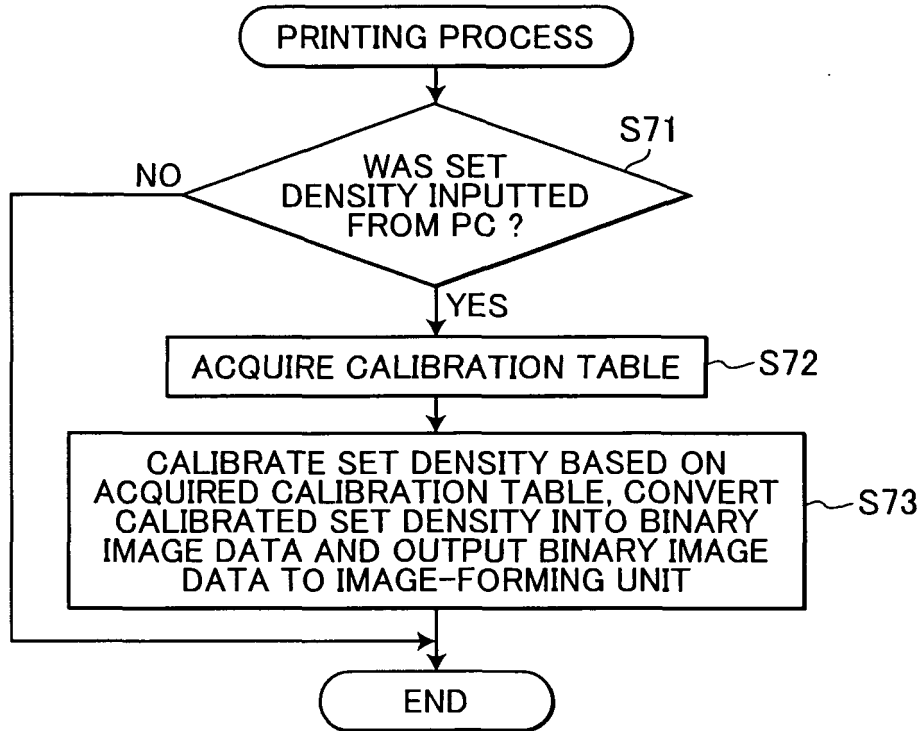 PRINTING PROCESS
S71
WAS SET
DENSITY INPUTTED
FROM PC ?
NO
YES
ACQUIRE CALIBRATION TABLE
S72
CALIBRATE SET DENSITY BASED ON
ACQUIRED CALIBRATION TABLE, CONVERT
CALIBRATED SET DENSITY INTO BINARY
IMAGE DATA AND OUTPUT BINARY IMAGE
DATA TO IMAGE-FORMING UNIT
S73
END